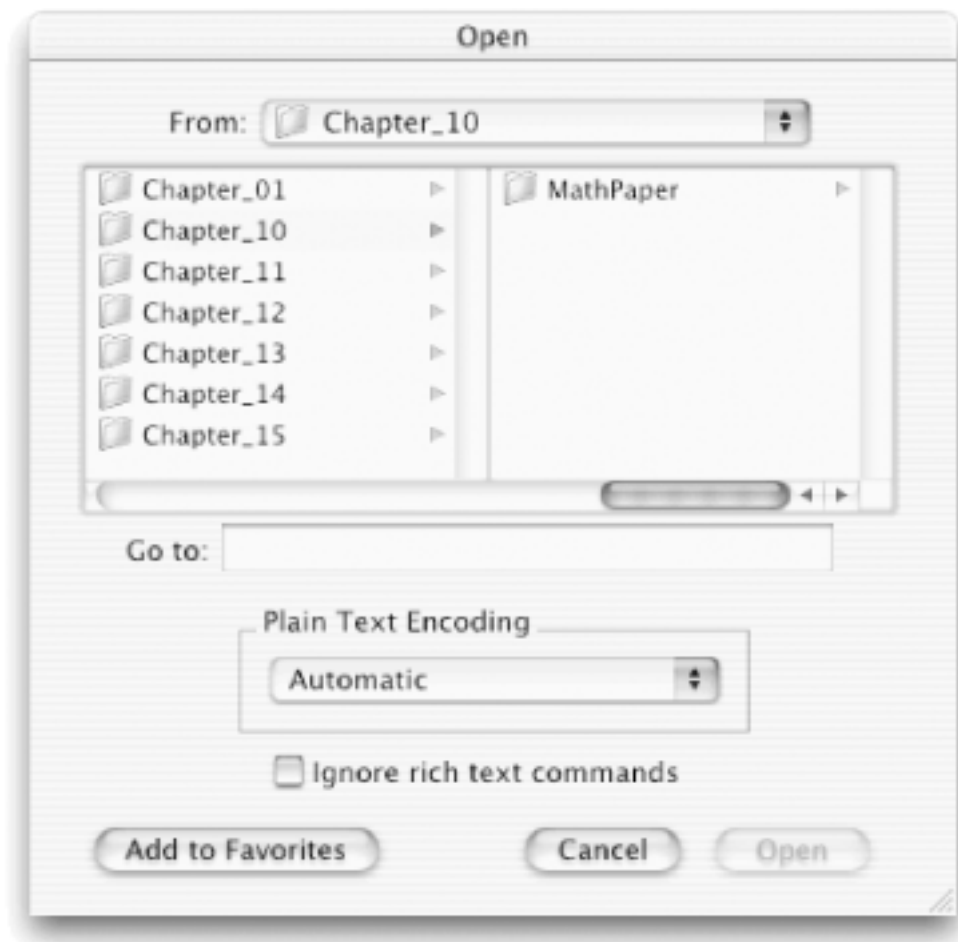 Open
From: Chapter_10
Chapter_01
Chapter_10
Chapter_11
Chapter_12
Chapter_13
Chapter_14
Chapter_15
MathPaper
Go to:
Plain Text Encoding
Automatic
Ignore rich text commands
Add to Favorites Cancel Open